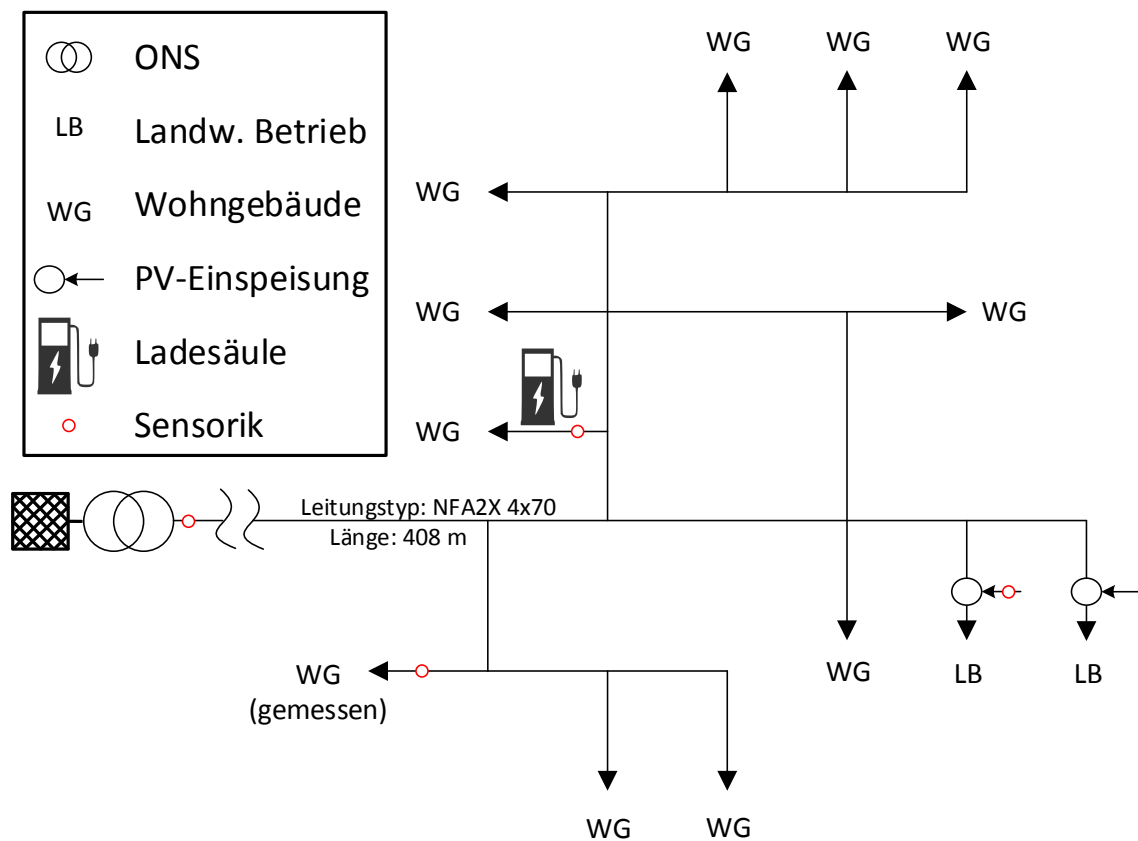 ONS
LB Landw. Betrieb
WG Wohngebäude
PV-Einspeisung
Ladesäule
Sensorik
WG WG WG
WG
WG WG
WG
Leitungstyp: NFA2X 4x70
Länge: 408 m
WG
(gemessen)
WG LB LB
WG WG